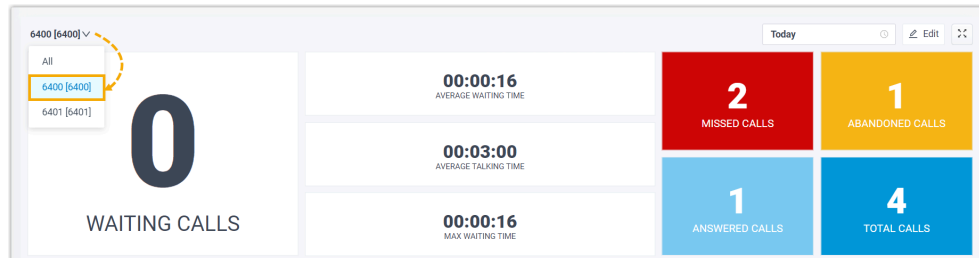 6400 [6400]
Today
Edit
All
6400 [6400]
6401 [6401]
0
WAITING CALLS
00:00:16
AVERAGE WAITING TIME
00:03:00
AVERAGE TALKING TIME
00:00:16
MAX WAITING TIME
2
MISSED CALLS
1
ABANDONED CALLS
1
ANSWERED CALLS
4
TOTAL CALLS